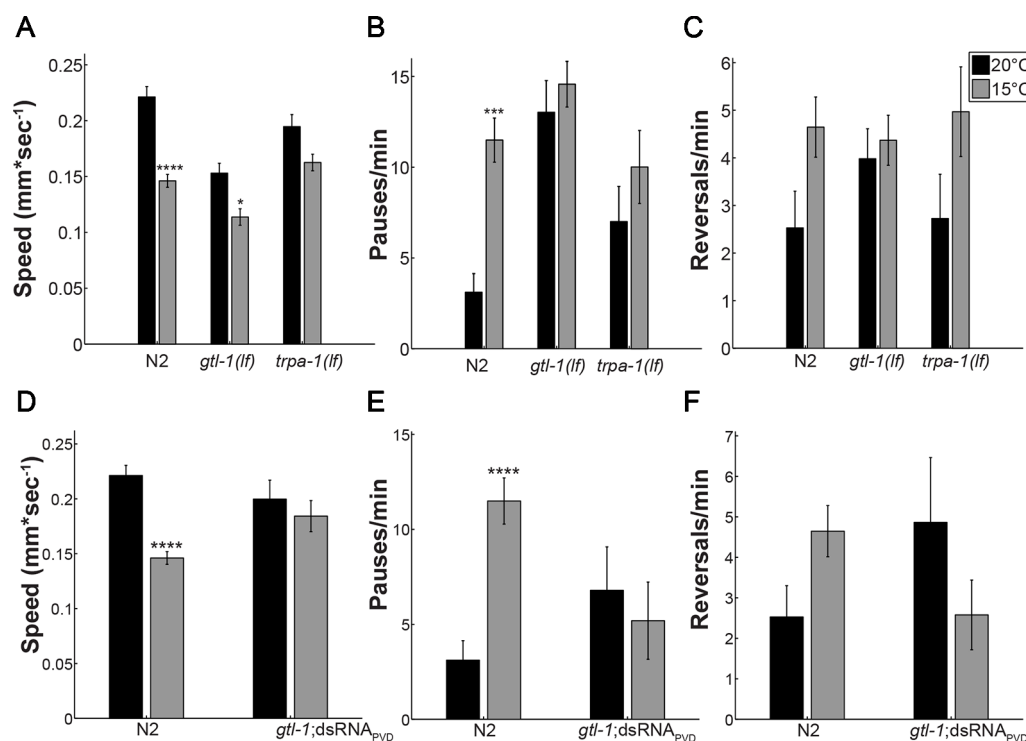 A
B
C
20°C
15°C
0.25
0.2
0.15
0.1
0.05
0
Speed (mm*sec⁻¹)
****
*
N2
gtl-1(lf)
trpa-1(lf)
15
10
5
0
Pauses/min
***
N2
gtl-1(lf)
trpa-1(lf)
6
5
4
3
2
1
0
Reversals/min
N2
gtl-1(lf)
trpa-1(lf)
D
E
F
0.25
0.2
0.15
0.1
0.05
0
Speed (mm*sec⁻¹)
****
N2
gtl-1;dsRNAPVD
15
10
5
0
Pauses/min
****
N2
gtl-1;dsRNAPVD
7
6
5
4
3
2
1
0
Reversals/min
N2
gtl-1;dsRNAPVD